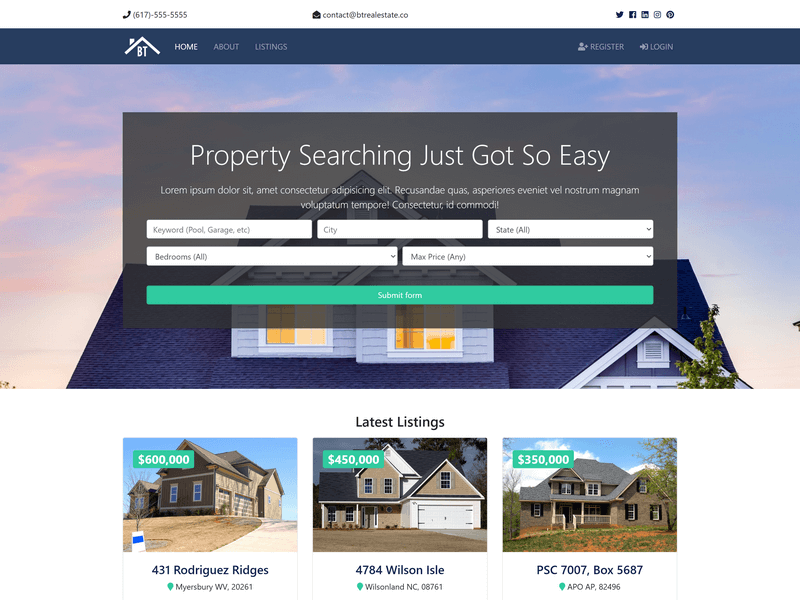 (617)-555-5555
contact@btrealestate.co
BT
HOME
ABOUT
LISTINGS
REGISTER
LOGIN
Property Searching Just Got So Easy
Lorem ipsum dolor sit, amet consectetur adipisicing elit. Recusandae quas, asperiores eveniet vel nostrum magnam
voluptatum tempore! Consectetur, id commodi!
Keyword (Pool, Garage, etc)
City
State (All)
Bedrooms (All)
Max Price (Any)
Submit form
Latest Listings
$600,000
$450,000
$350,000
431 Rodriguez Ridges
4784 Wilson Isle
PSC 7007, Box 5687
Myersbury WV, 20261
Wilsonland NC, 08761
APO AP, 82496